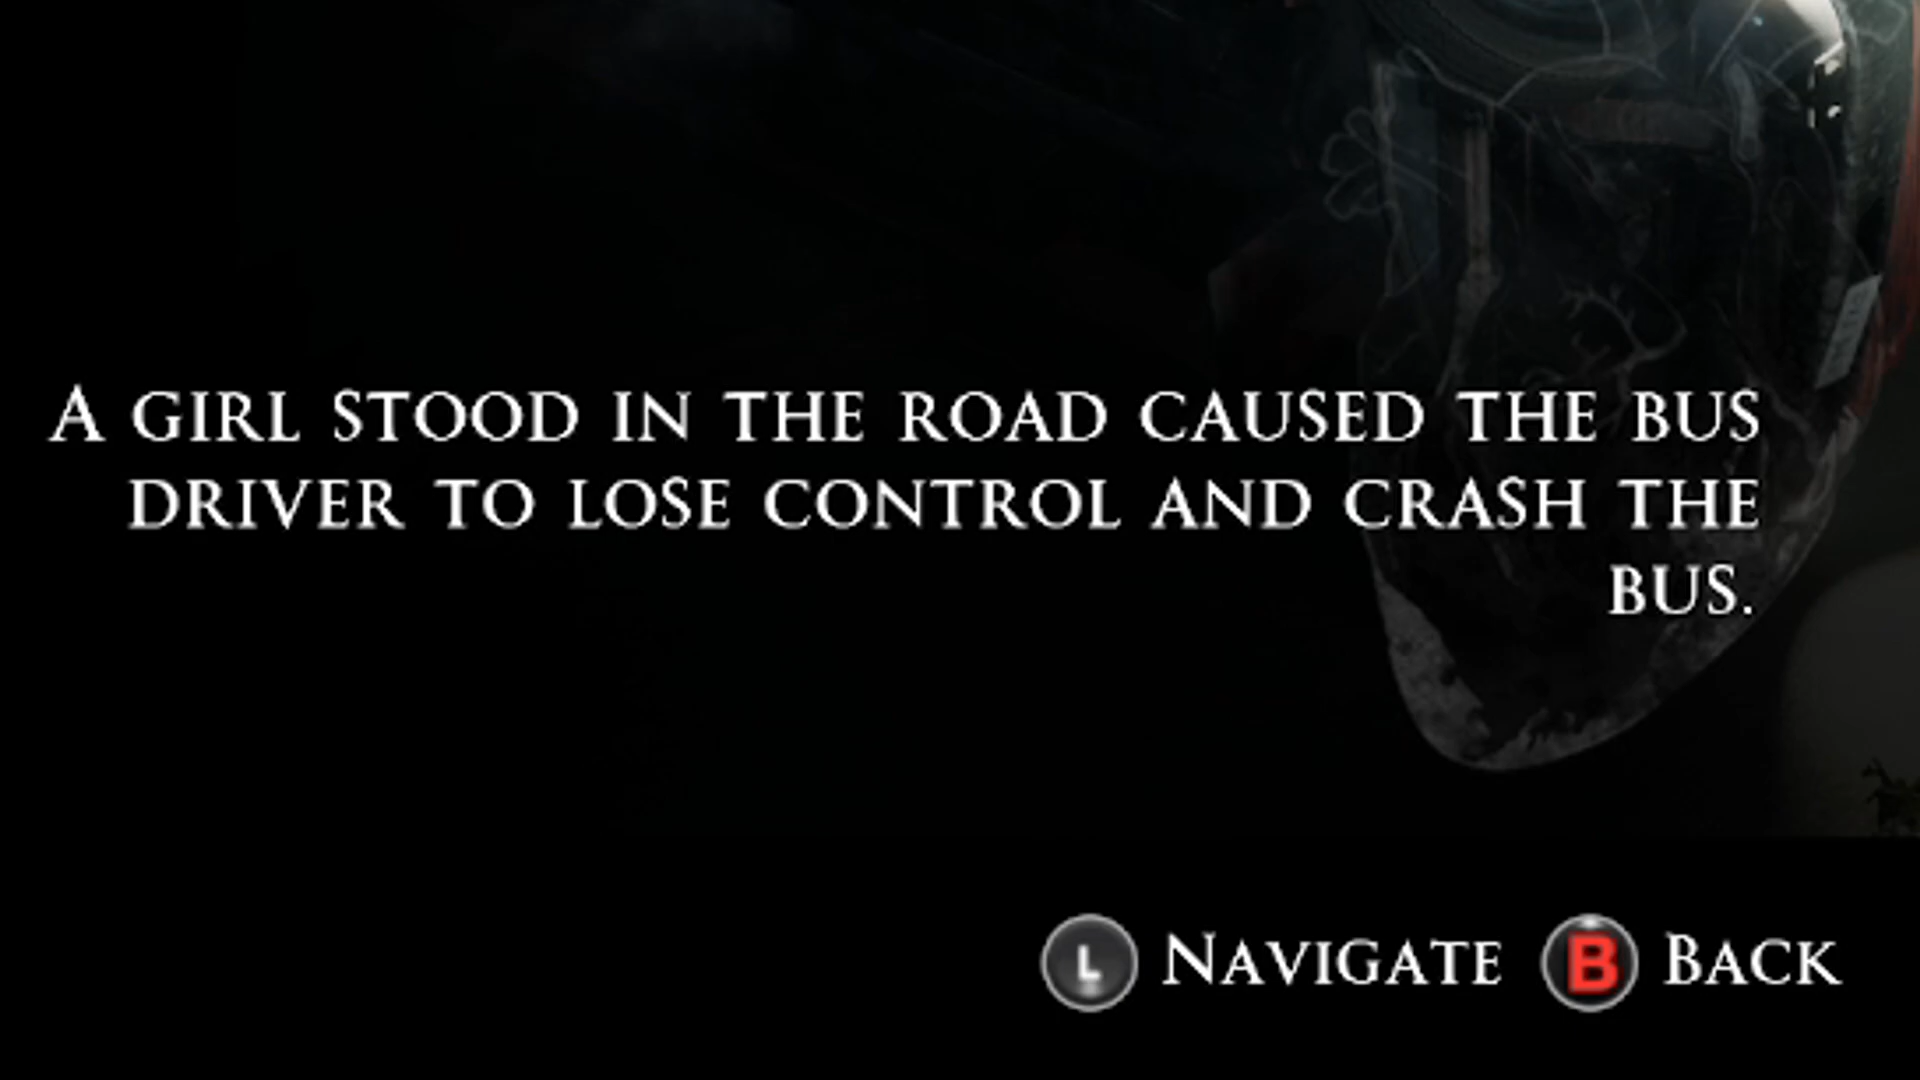 A GIRL STOOD IN THE ROAD CAUSED THE BUS
DRIVER TO LOSE CONTROL AND CRASH THE
BUS.
L NAVIGATE B BACK